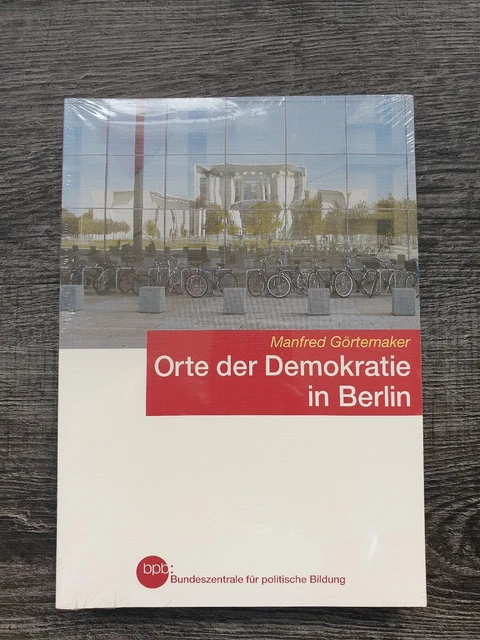 Manfred Görtemaker
Orte der Demokratie
in Berlin
bpb:
Bundeszentrale für politische Bildung